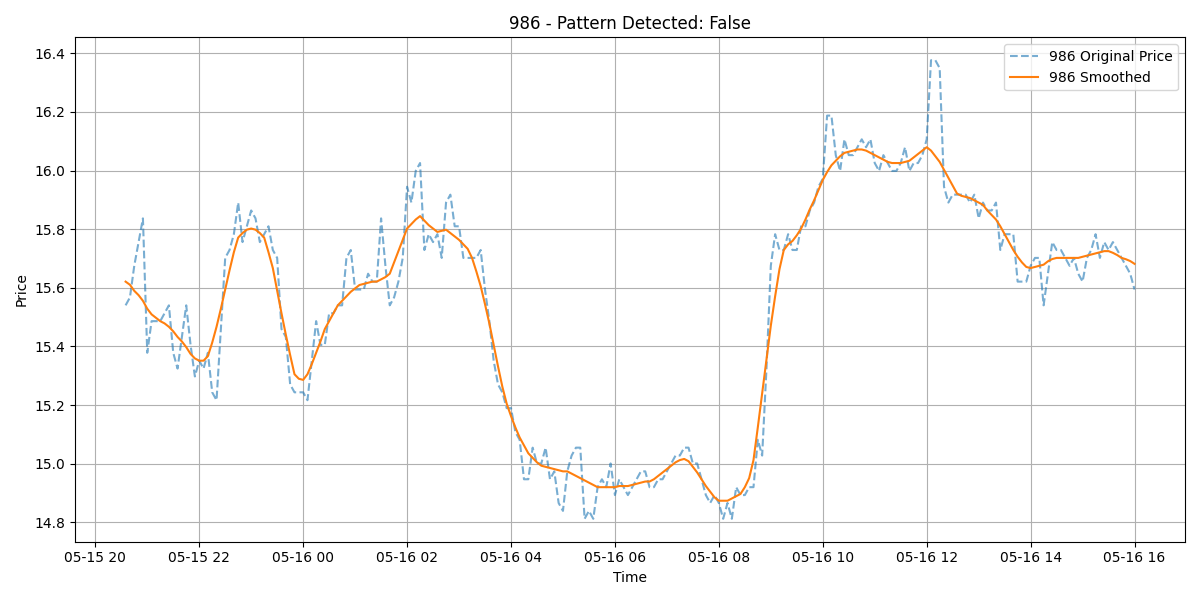 986 - Pattern Detected: False
986 Original Price
986 Smoothed
Price
16.4
16.2
16.0
15.8
15.6
15.4
15.2
15.0
14.8
05-15 20 05-15 22 05-16 00 05-16 02 05-16 04 05-16 06 05-16 08 05-16 10 05-16 12 05-16 14 05-16 16
Time